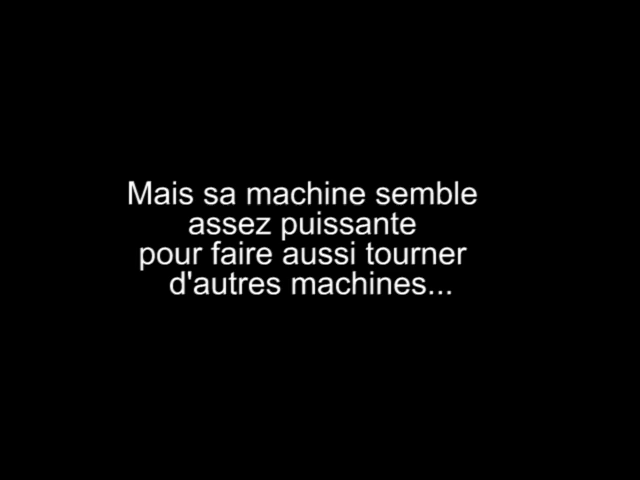 Mais sa machine semble
assez puissante
pour faire aussi tourner
d'autres machines...